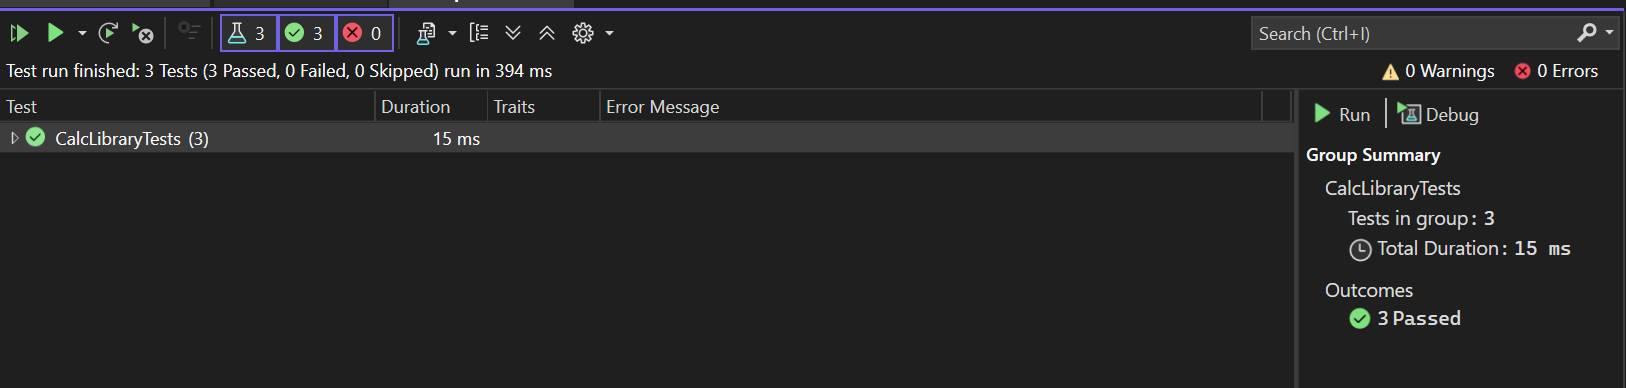 3 3 0
Search (Ctrl+I)
Test run finished: 3 Tests (3 Passed, 0 Failed, 0 Skipped) run in 394 ms
0 Warnings 0 Errors
Test Duration Traits Error Message
CalcLibraryTests (3) 15 ms
Run Debug
Group Summary
CalcLibraryTests
Tests in group: 3
Total Duration: 15 ms
Outcomes
3 Passed